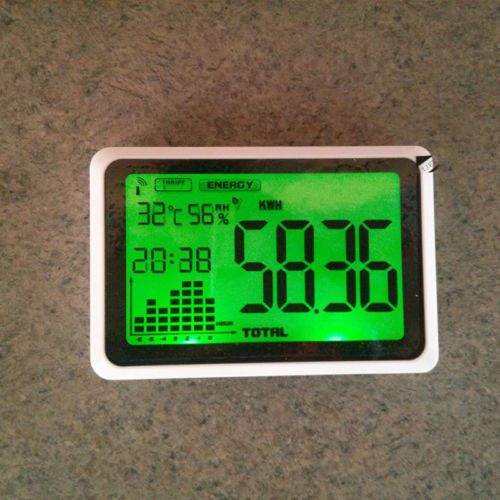 TARIFF ENERGY
32°C 56% RH KWH
20:38 58.36
HOUR
TOTAL